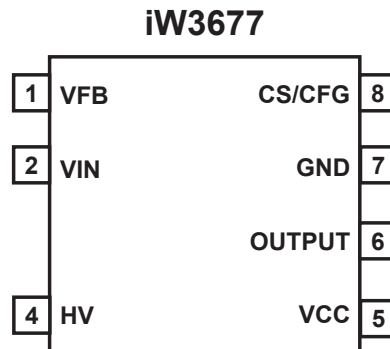 iW3677
1 VFB CS/CFG 8
2 VIN GND 7
OUTPUT 6
4 HV VCC 5